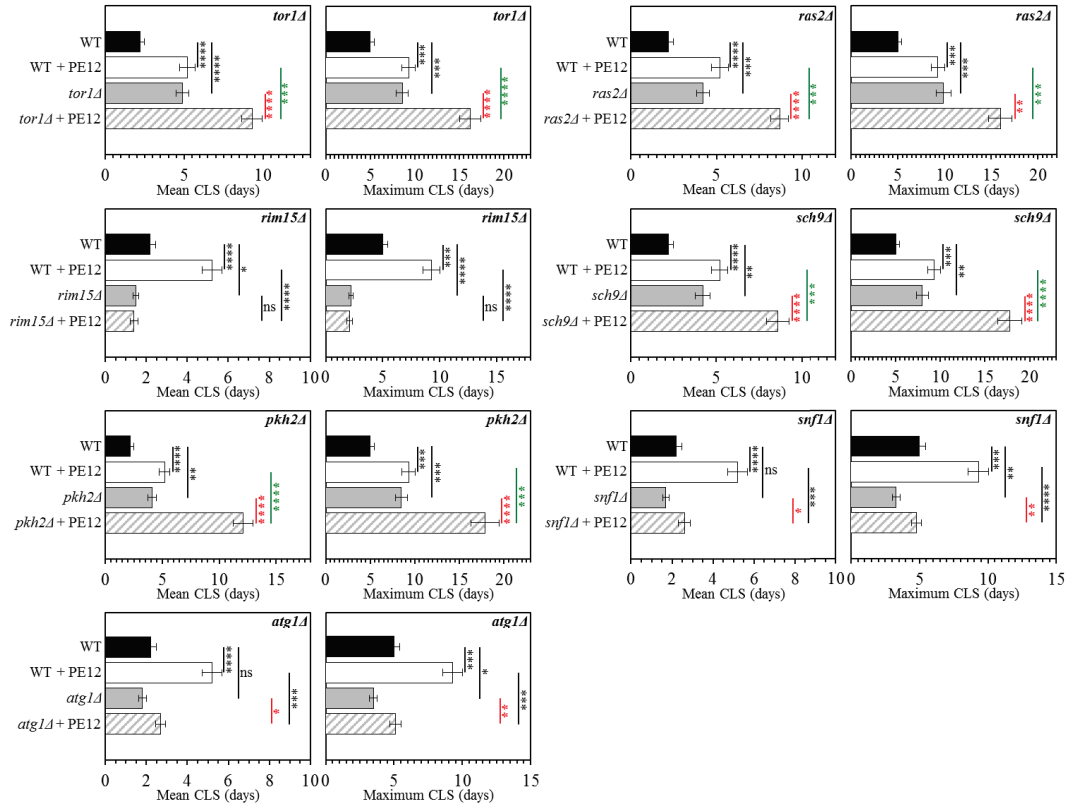 tor1Δ
WT
WT + PE12
tor1Δ
tor1Δ + PE12
****
****
****
***
0 5 10
Mean CLS (days)
tor1Δ
***
***
****
****
0 5 10 15 20
Maximum CLS (days)
ras2Δ
WT
WT + PE12
ras2Δ
ras2Δ + PE12
****
***
****
***
0 5 10
Mean CLS (days)
ras2Δ
***
***
**
***
0 5 10 15 20
Maximum CLS (days)
rim15Δ
WT
WT + PE12
rim15Δ
rim15Δ + PE12
****
*
ns
****
0 2 4 6 8 10
Mean CLS (days)
rim15Δ
***
****
ns
****
0 5 10 15
Maximum CLS (days)
sch9Δ
WT
WT + PE12
sch9Δ
sch9Δ + PE12
****
**
****
***
0 5 10
Mean CLS (days)
sch9Δ
***
**
****
****
0 5 10 15 20
Maximum CLS (days)
pkh2Δ
WT
WT + PE12
pkh2Δ
pkh2Δ + PE12
****
**
****
****
0 5 10 15
Mean CLS (days)
pkh2Δ
***
***
****
***
0 5 10 15 20
Maximum CLS (days)
snf1Δ
WT
WT + PE12
snf1Δ
snf1Δ + PE12
****
ns
*
***
0 2 4 6 8 10
Mean CLS (days)
snf1Δ
***
**
**
****
0 5 10 15
Maximum CLS (days)
atg1Δ
WT
WT + PE12
atg1Δ
atg1Δ + PE12
****
ns
*
***
0 2 4 6 8 10
Mean CLS (days)
atg1Δ
***
*
**
***
0 5 10 15
Maximum CLS (days)